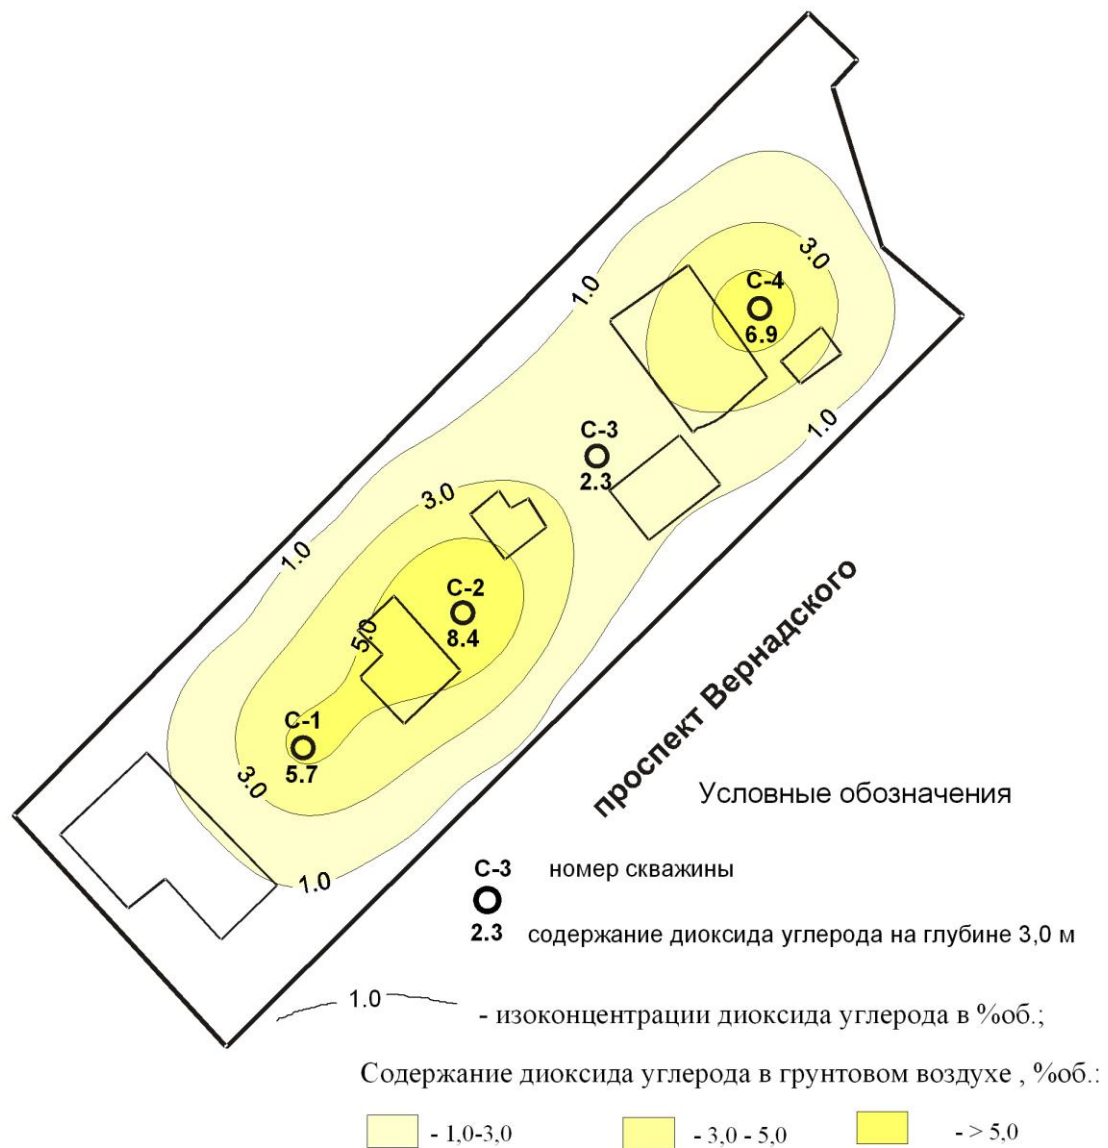 3.0
1.0
С-4
6.9
1.0
С-3
2.3
3.0
1.0
С-2
8.4
5.0
С-1
5.7
3.0
1.0
проспект Вернадского
Условные обозначения
С-3 номер скважины
2.3 содержание диоксида углерода на глубине 3,0 м
1.0 - изоконцентрации диоксида углерода в %об.;
Содержание диоксида углерода в грунтовом воздухе , %об.:
- 1,0-3,0 - 3,0 - 5,0 - > 5,0